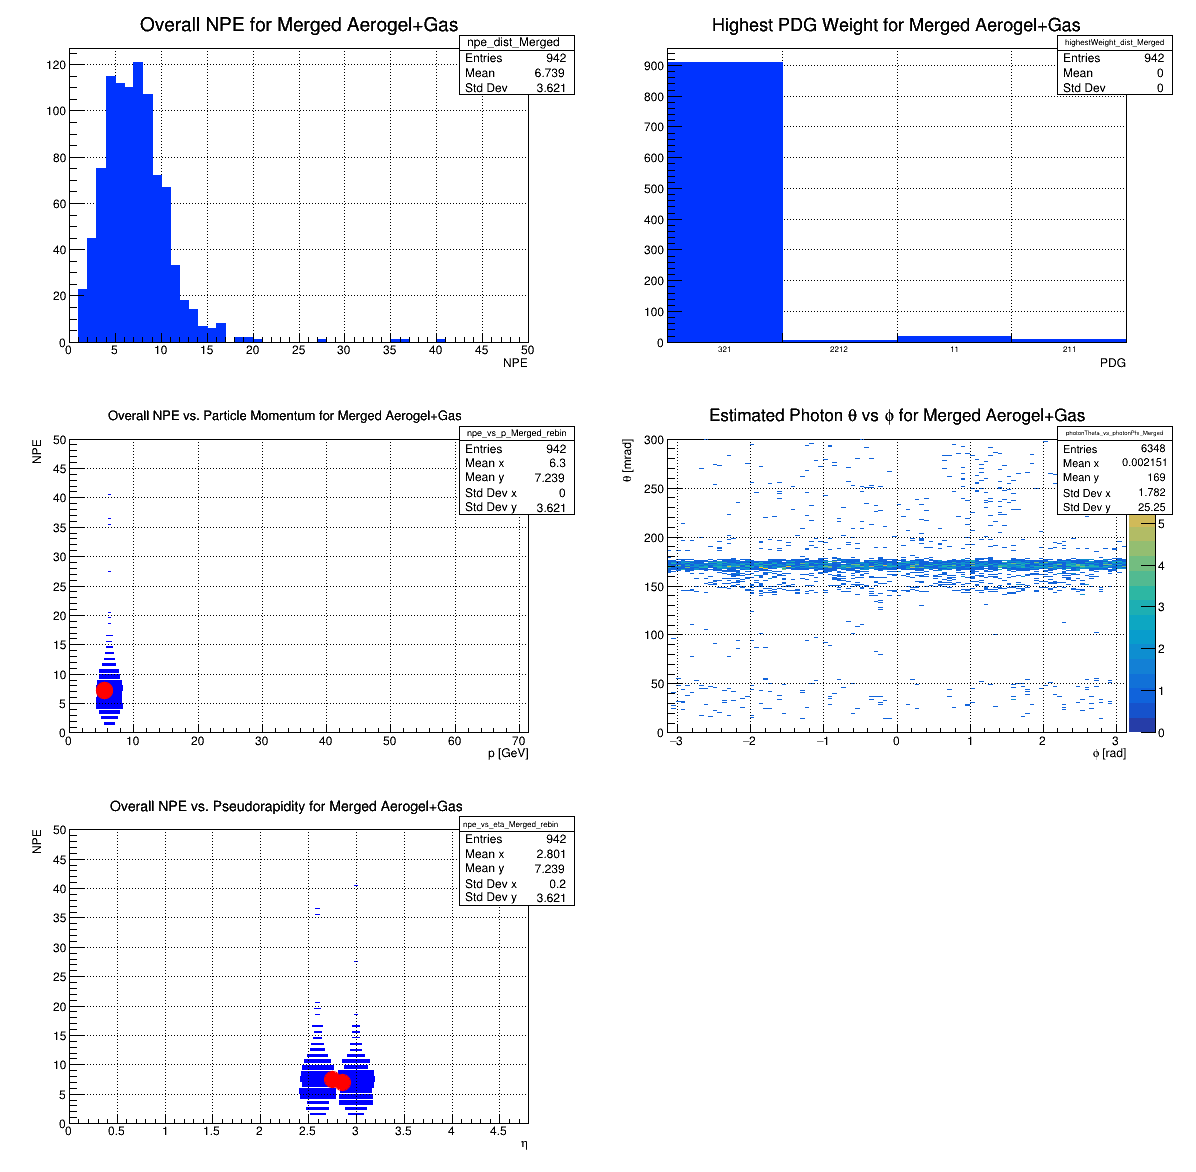 Overall NPE for Merged Aerogel+Gas
npe_dist_Merged
Entries 942
Mean 6.739
Std Dev 3.621
120
100
80
60
40
20
0
0 5 10 15 20 25 30 35 40 45 50
NPE
Highest PDG Weight for Merged Aerogel+Gas
highestWeight_dist_Merged
Entries 942
Mean 0
Std Dev 0
900
800
700
600
500
400
300
200
100
0
321 2212 11 211
PDG
Overall NPE vs. Particle Momentum for Merged Aerogel+Gas
npe_vs_p_Merged_rebin
Entries 942
Mean x 6.3
Mean y 7.239
Std Dev x 0
Std Dev y 3.621
NPE
50
45
40
35
30
25
20
15
10
5
0
0 10 20 30 40 50 60 70
p [GeV]
Estimated Photon θ vs ϕ for Merged Aerogel+Gas
photonTheta_vs_photonPhi_Merged
Entries 6348
Mean x 0.002151
Mean y 169
Std Dev x 1.782
Std Dev y 25.25
θ [mrad]
300
250
200
150
100
50
0
−3 −2 −1 0 1 2 3
ϕ [rad]
5
4
3
2
1
0
Overall NPE vs. Pseudorapidity for Merged Aerogel+Gas
npe_vs_eta_Merged_rebin
Entries 942
Mean x 2.801
Mean y 7.239
Std Dev x 0.2
Std Dev y 3.621
NPE
50
45
40
35
30
25
20
15
10
5
0
0 0.5 1 1.5 2 2.5 3 3.5 4 4.5
η